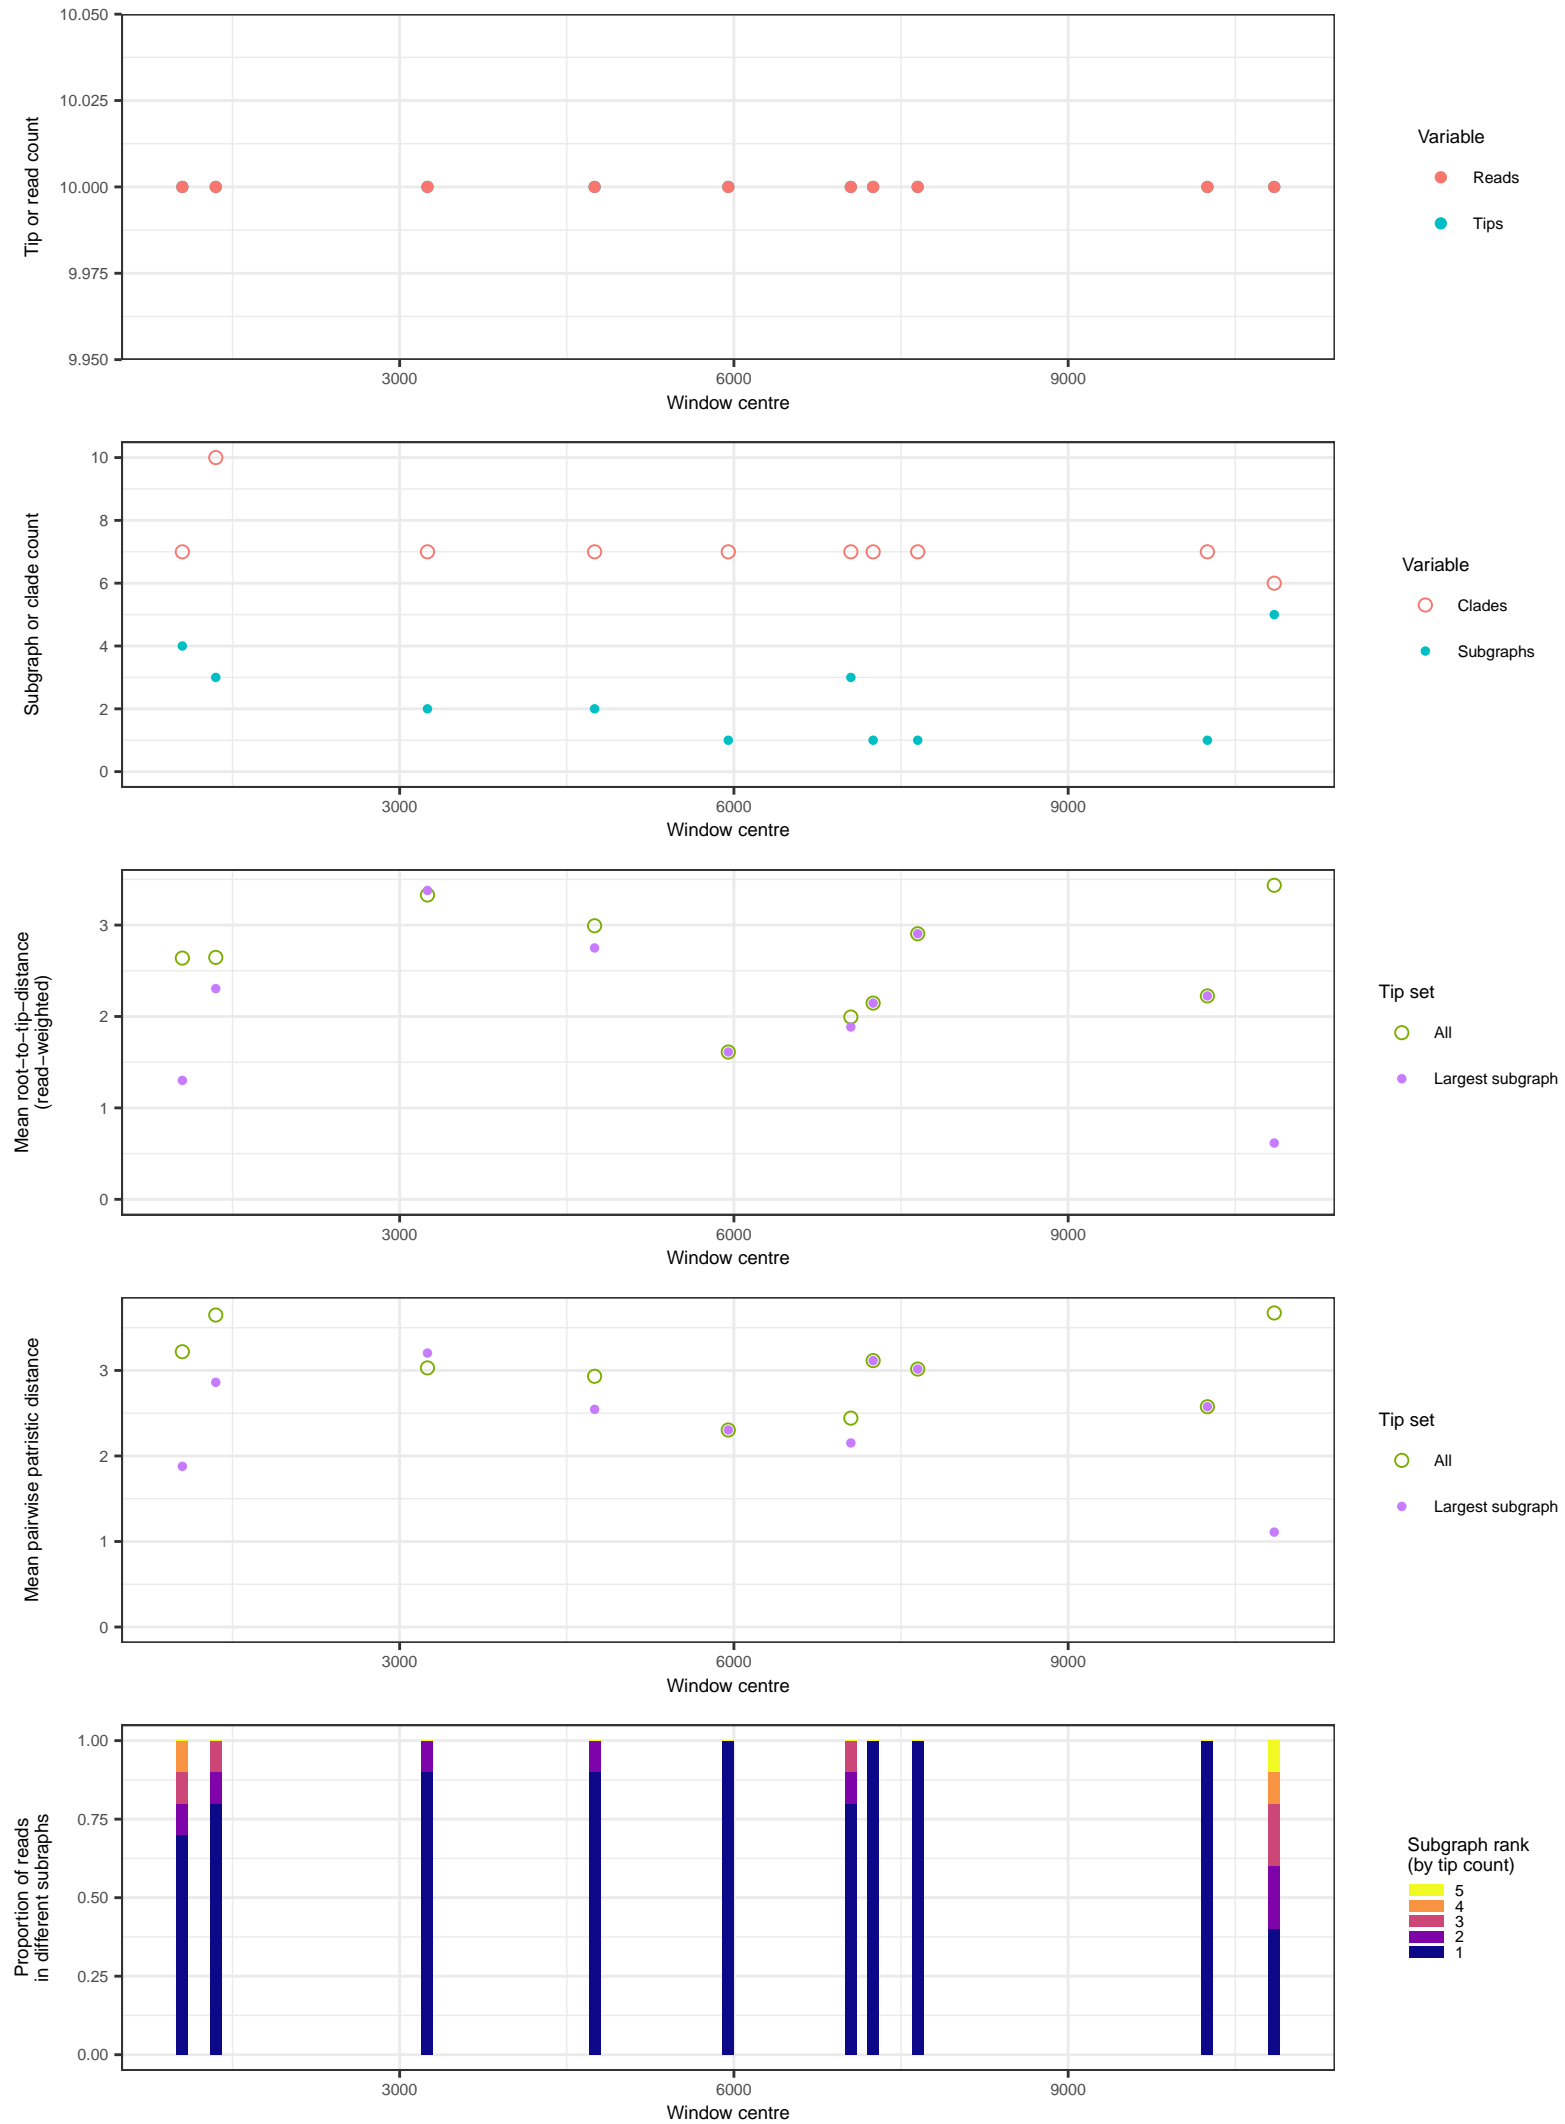 10.050
10.025
10.000
9.975
9.950
Tip or read count
3000
6000
9000
Window centre
Variable
Reads
Tips
10
8
6
4
2
0
Subgraph or clade count
3000
6000
9000
Window centre
Variable
Clades
Subgraphs
3
2
1
0
Mean root−to−tip−distance
(read−weighted)
3000
6000
9000
Window centre
Tip set
All
Largest subgraph
3
2
1
0
Mean pairwise patristic distance
3000
6000
9000
Window centre
Tip set
All
Largest subgraph
1.00
0.75
0.50
0.25
0.00
Proportion of reads
in different subraphs
3000
6000
9000
Window centre
Subgraph rank
(by tip count)
5
4
3
2
1